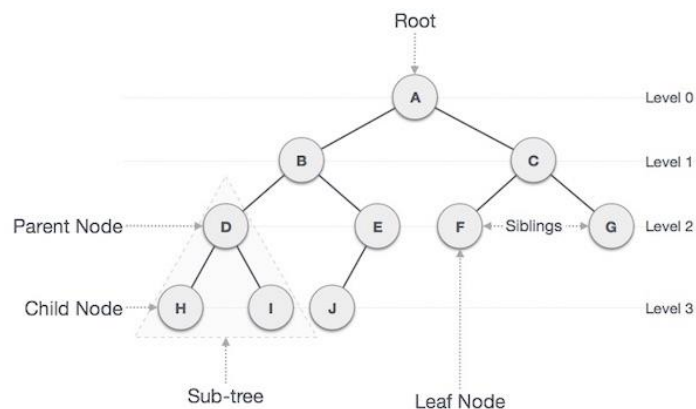 Root
A
Level 0
B
C
Level 1
Parent Node
D
E
F
Siblings
G
Level 2
Child Node
H
I
J
Level 3
Sub-tree
Leaf Node